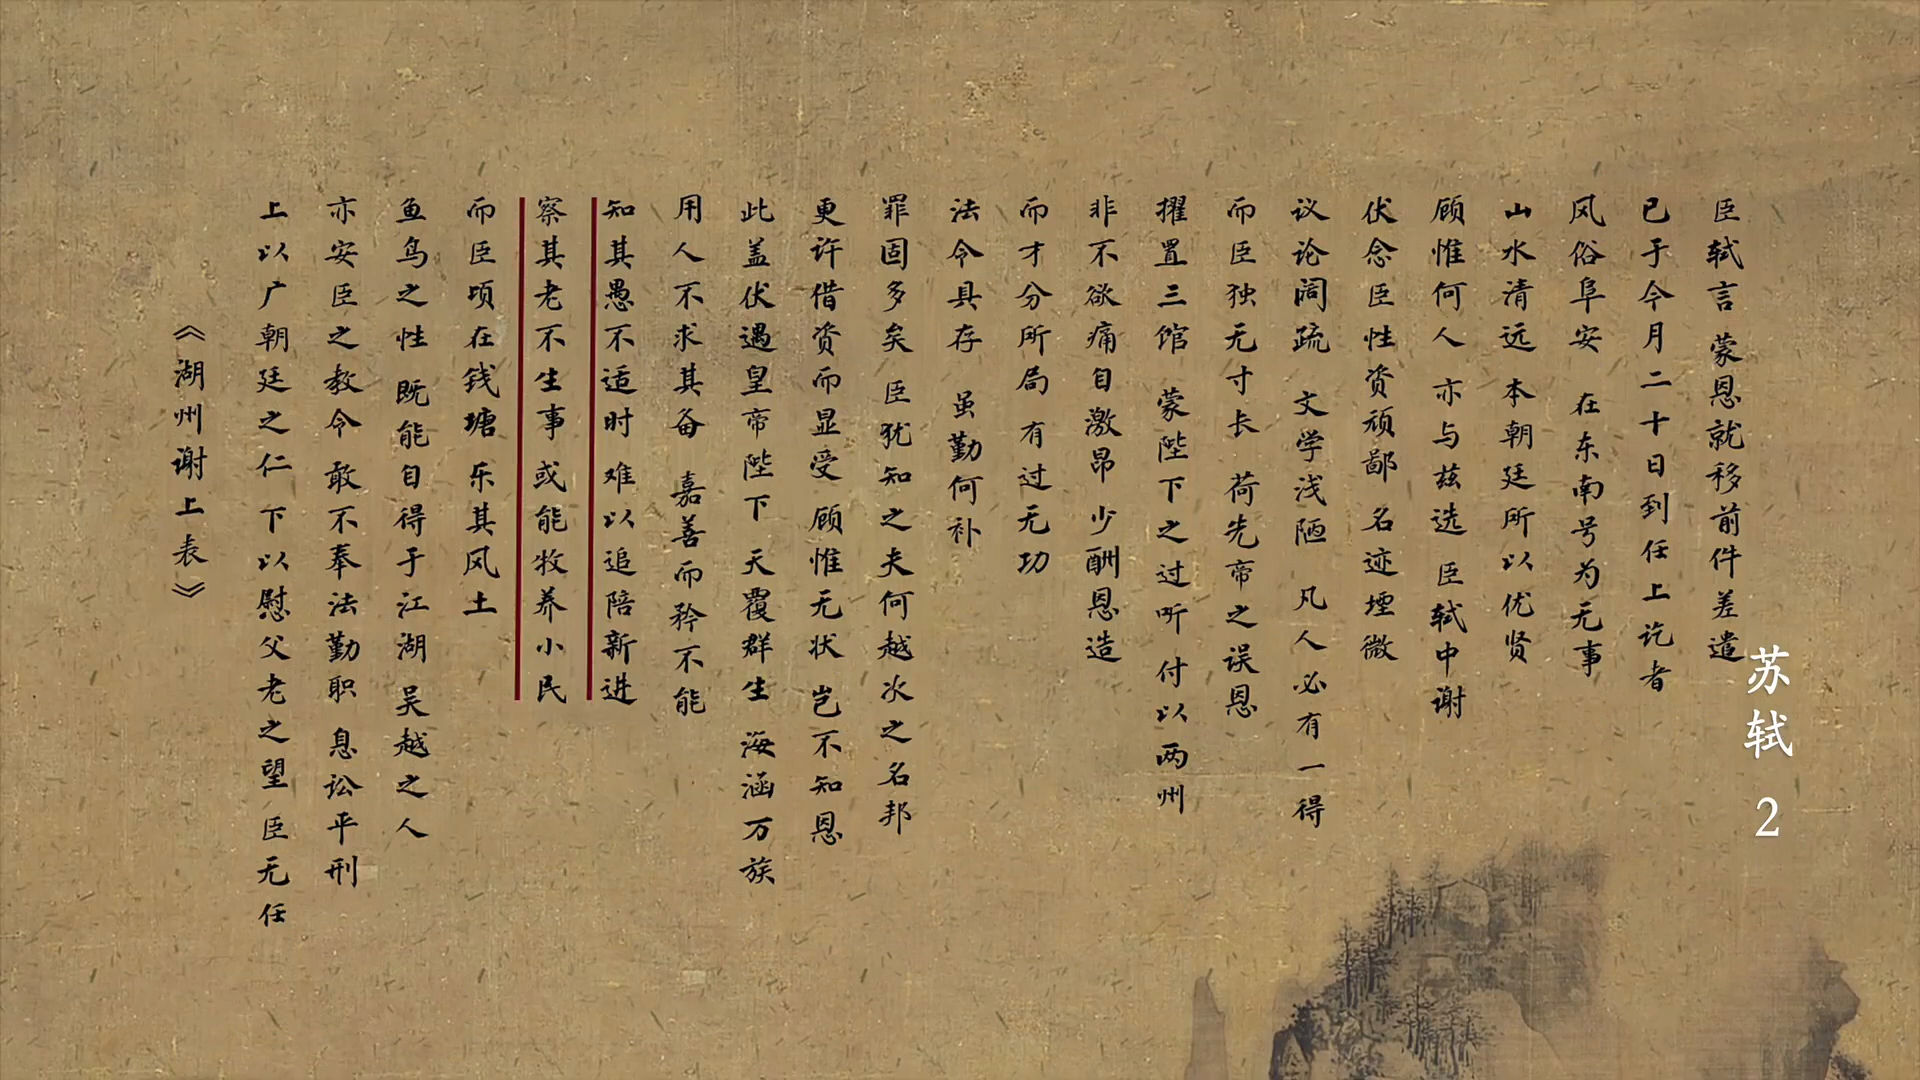 臣轼言 蒙恩就移前件差遣
已于今月二十日到任上讫者
风俗阜安 在东南号为无事
山水清远 本朝廷所以优贤
顾惟何人 亦与兹选 臣轼中谢
伏念臣性资顽鄙 名迹堙微
议论阔疏 文学浅陋 凡人必有一得
而臣独无寸长 荷先帝之误恩
擢置三馆 蒙陛下之过听 付以两州
非不欲痛自激昂 少酬恩造
而才分所局 有过无功
法令具存 虽勤何补
罪固多矣 臣犹知之夫何越次之名邦
更许借资而显受 顾惟无状 岂不知恩
此盖伏遇皇帝陛下 天覆群生 海涵万族
用人不求其备 嘉善而矜不能
知其愚不适时 难以追陪新进
察其老不生事 或能牧养小民
而臣顷在钱塘 乐其风土
鱼鸟之性 既能自得于江湖 吴越之人
亦安臣之教令 敢不奉法勤职 息讼平刑
上以广朝廷之仁 下以慰父老之望 臣无任
《湖州谢上表》
苏轼 2